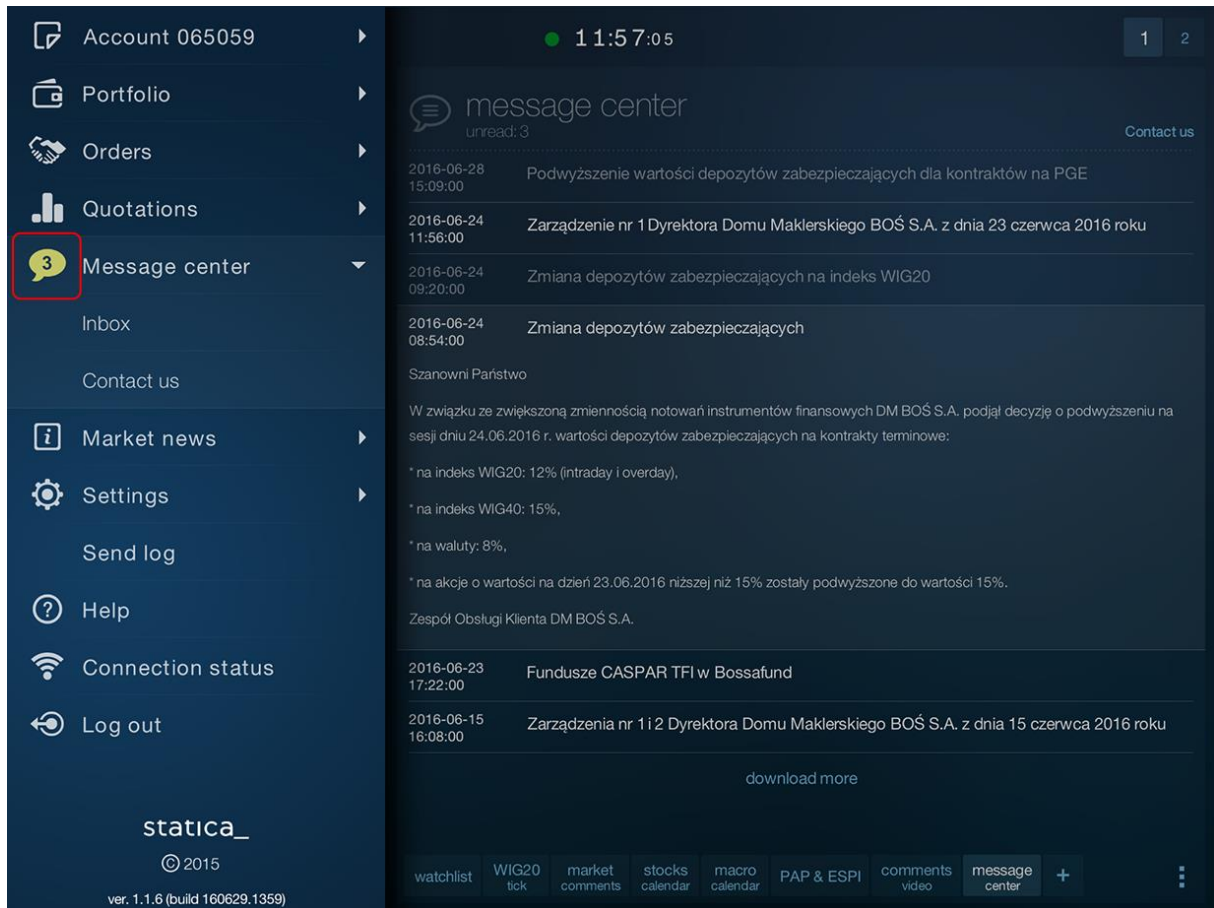 Account 065059
Portfolio
Orders
Quotations
3
Message center
Inbox
Contact us
i
Market news
Settings
Send log
?
Help
Connection status
Log out
statıca_
© 2015
ver. 1.1.6 (build 160629.1359)
11:57:05
1
2
message center
unread: 3
Contact us
2016-06-28
15:09:00
Podwyższenie wartości depozytów zabezpieczających dla kontraktów na PGE
2016-06-24
11:56:00
Zarządzenie nr 1 Dyrektora Domu Maklerskiego BOŚ S.A. z dnia 23 czerwca 2016 roku
2016-06-24
09:20:00
Zmiana depozytów zabezpieczających na indeks WIG20
2016-06-24
08:54:00
Zmiana depozytów zabezpieczających
Szanowni Państwo
W związku ze zwiększoną zmiennością notowań instrumentów finansowych DM BOŚ S.A. podjął decyzję o podwyższeniu na
sesji dniu 24.06.2016 r. wartości depozytów zabezpieczających na kontrakty terminowe:
* na indeks WIG20: 12% (intraday i overday),
* na indeks WIG40: 15%,
* na waluty: 8%,
* na akcje o wartości na dzień 23.06.2016 niższej niż 15% zostały podwyższone do wartości 15%.
Zespół Obsługi Klienta DM BOŚ S.A.
2016-06-23
17:22:00
Fundusze CASPAR TFI w Bossafund
2016-06-15
16:08:00
Zarządzenia nr 1 i 2 Dyrektora Domu Maklerskiego BOŚ S.A. z dnia 15 czerwca 2016 roku
download more
watchlist
WIG20
tick
market
comments
stocks
calendar
macro
calendar
PAP & ESPI
comments
video
message
center
+